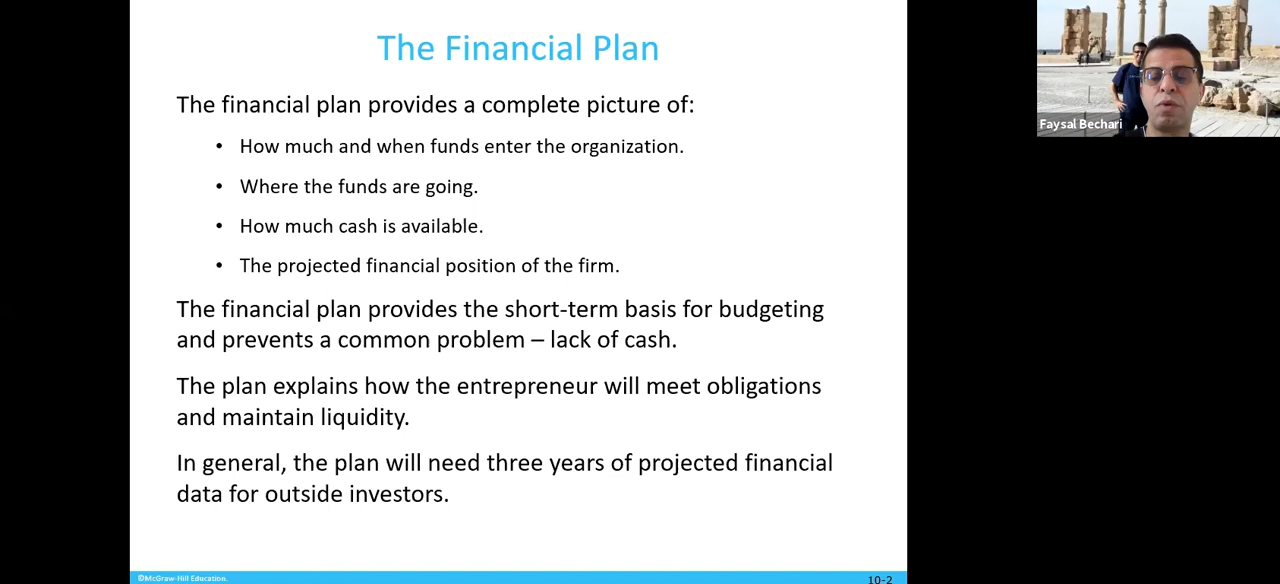 The Financial Plan
The financial plan provides a complete picture of:
• How much and when funds enter the organization.
• Where the funds are going.
• How much cash is available.
• The projected financial position of the firm.
The financial plan provides the short-term basis for budgeting
and prevents a common problem – lack of cash.
The plan explains how the entrepreneur will meet obligations
and maintain liquidity.
In general, the plan will need three years of projected financial
data for outside investors.
©McGraw-Hill Education.
10-2
Faysal Bechari